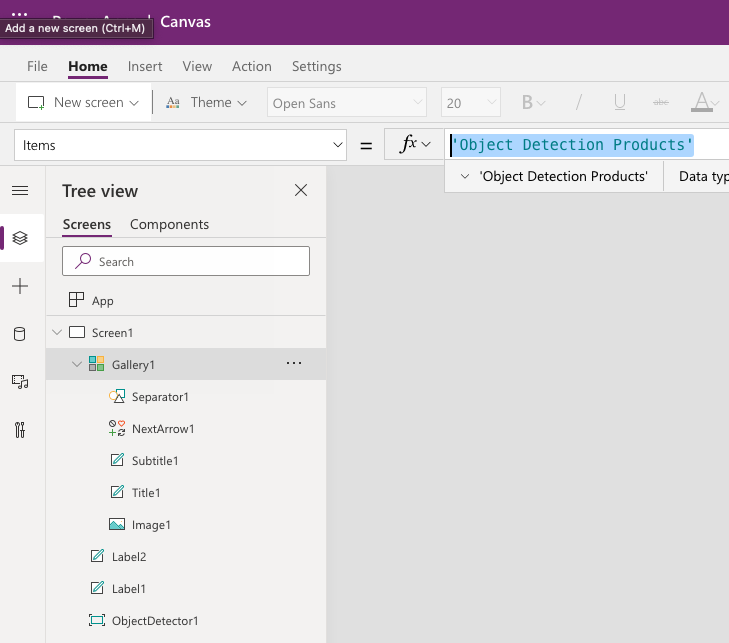 Canvas
Add a new screen (Ctrl+M)
File Home Insert View Action Settings
New screen Aa Theme Open Sans 20 B / U abc A
Items = fx 'Object Detection Products'
'Object Detection Products' Data typ
Tree view
Screens Components
Search
App
Screen1
Gallery1 ...
Separator1
NextArrow1
Subtitle1
Title1
Image1
Label2
Label1
ObjectDetector1